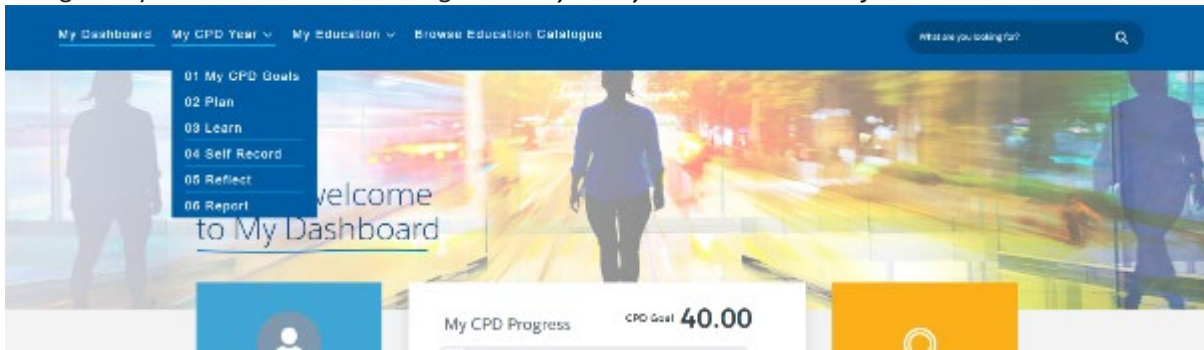 My Dashboard My CPD Year My Education Browse Education Catalogue What are you looking for?
01 My CPD Goals
02 Plan
03 Learn
04 Self Record
05 Reflect
06 Report
welcome
to My Dashboard
My CPD Progress CPD Goal 40.00